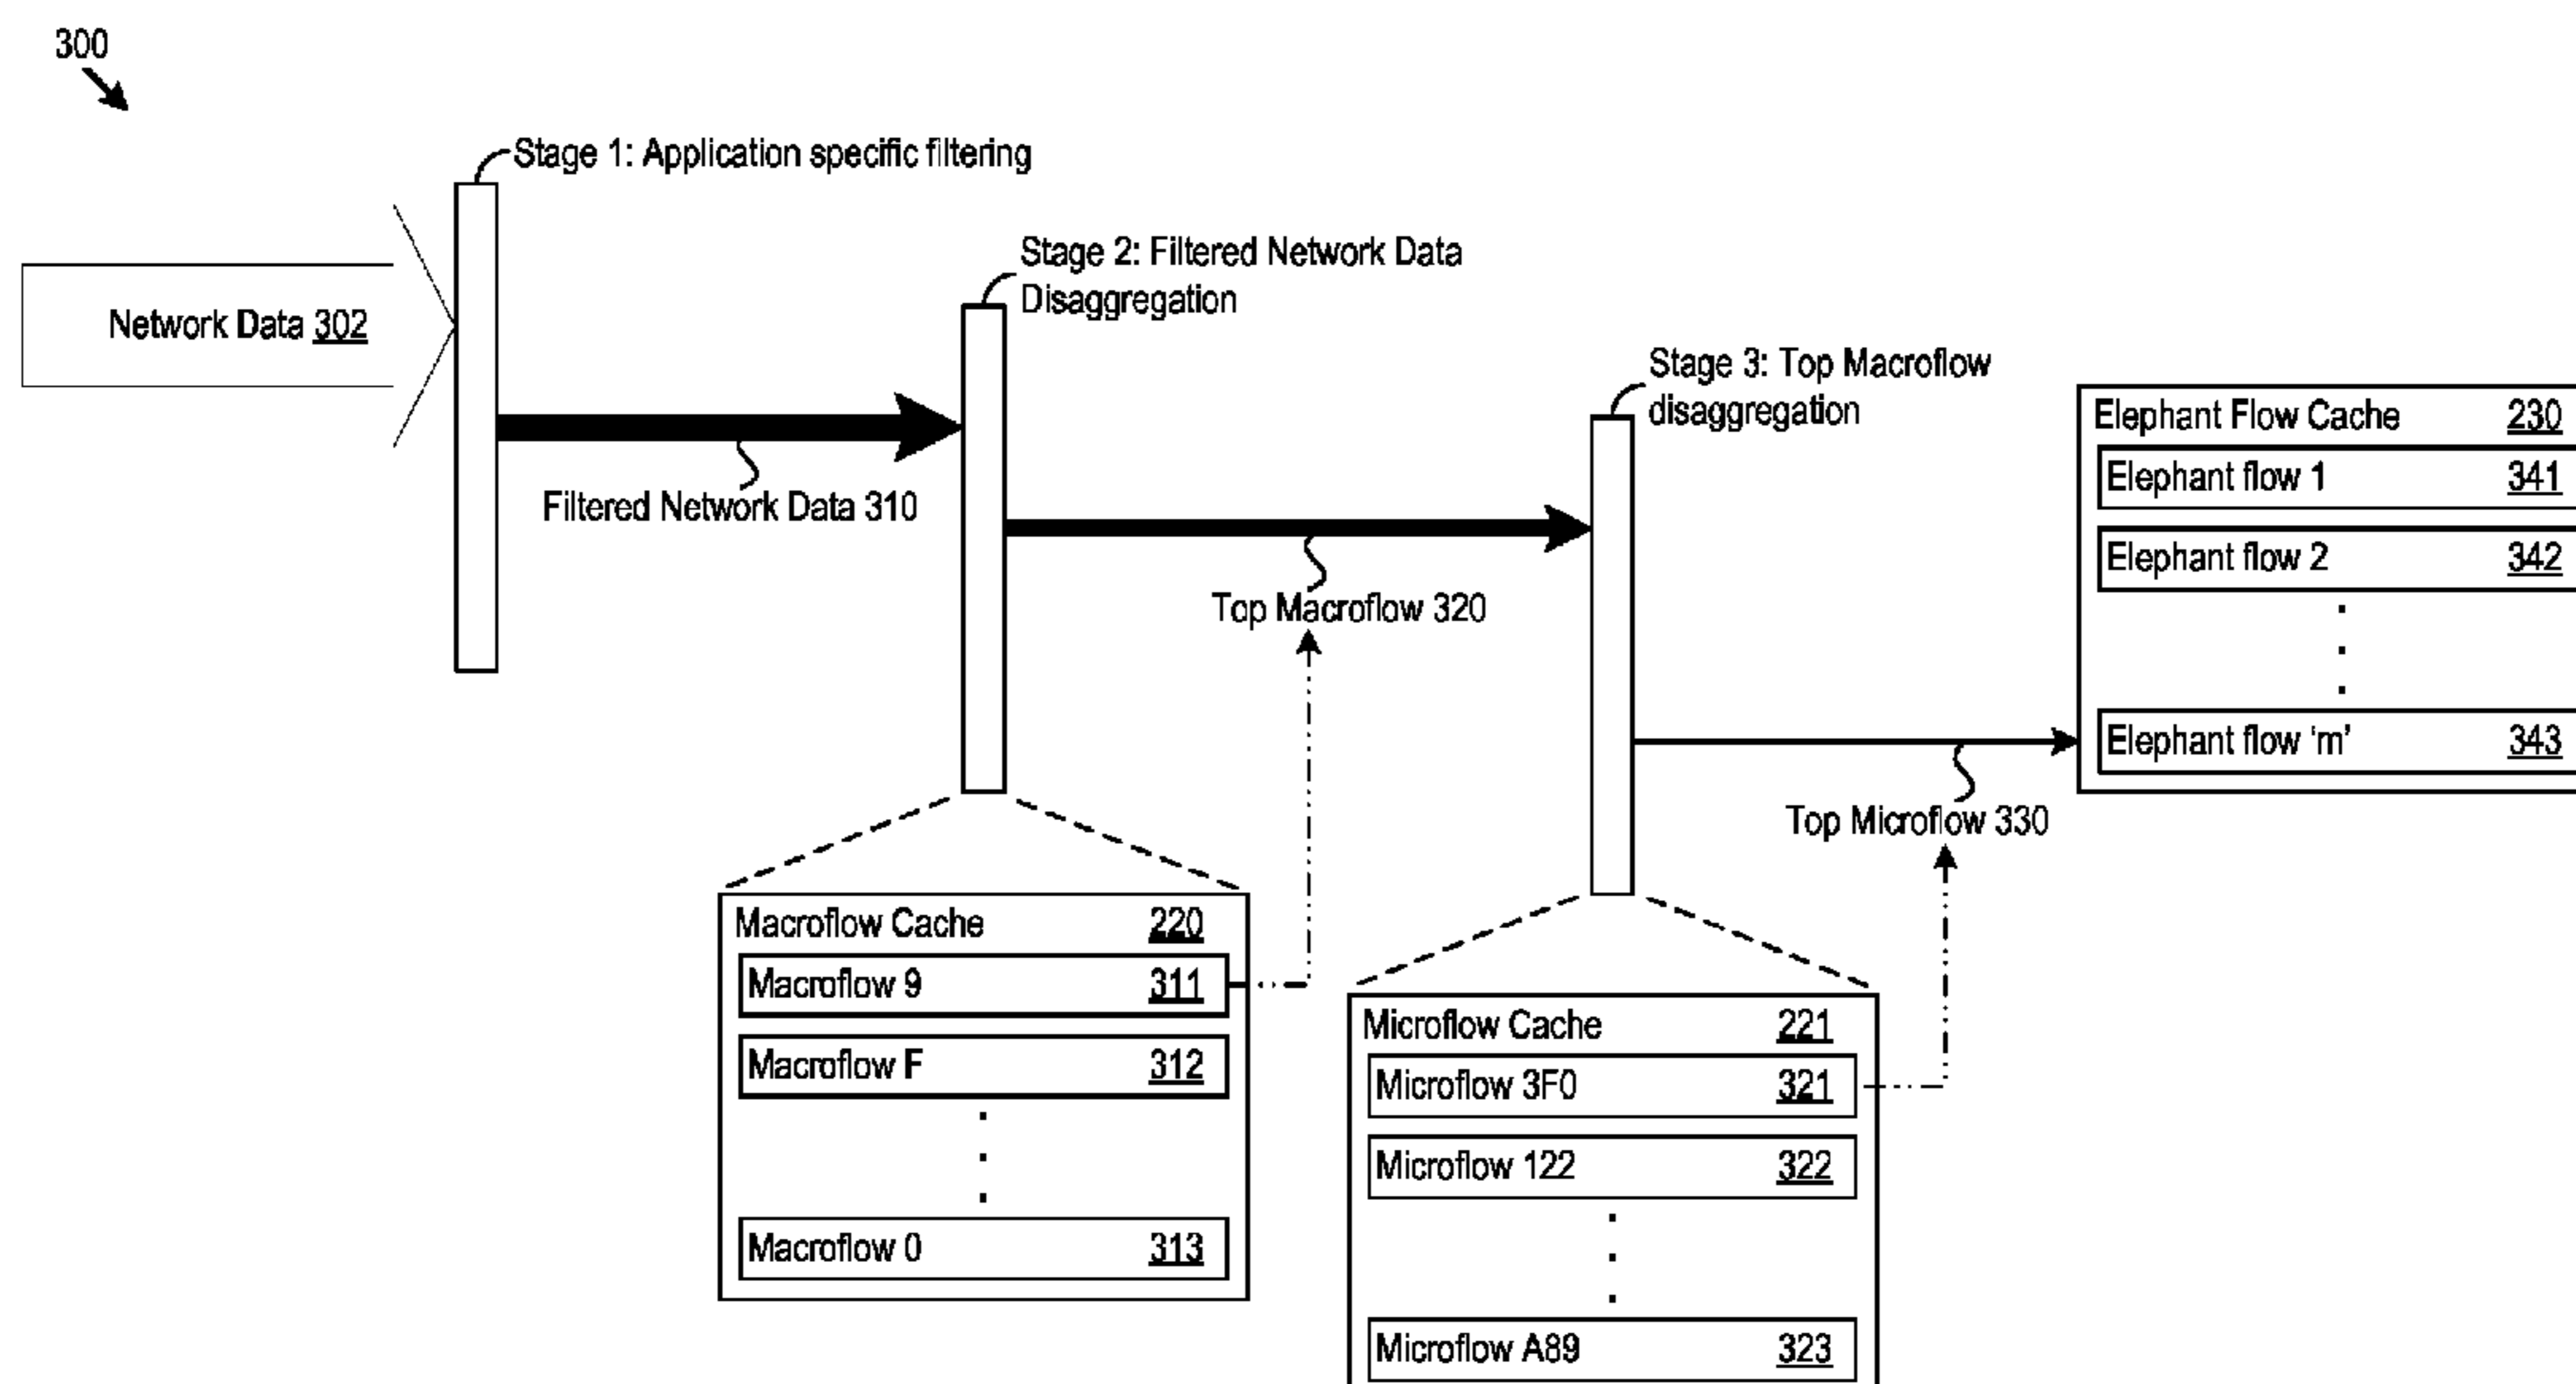 300
Stage 1: Application specific filtering
Network Data 302
Stage 2: Filtered Network Data
Disaggregation
Filtered Network Data 310
Stage 3: Top Macroflow
disaggregation
Top Macroflow 320
Elephant Flow Cache 230
Elephant flow 1 341
Elephant flow 2 342
Elephant flow ‘m’ 343
Top Microflow 330
Macroflow Cache 220
Macroflow 9 311
Macroflow F 312
Macroflow 0 313
Microflow Cache 221
Microflow 3F0 321
Microflow 122 322
Microflow A89 323